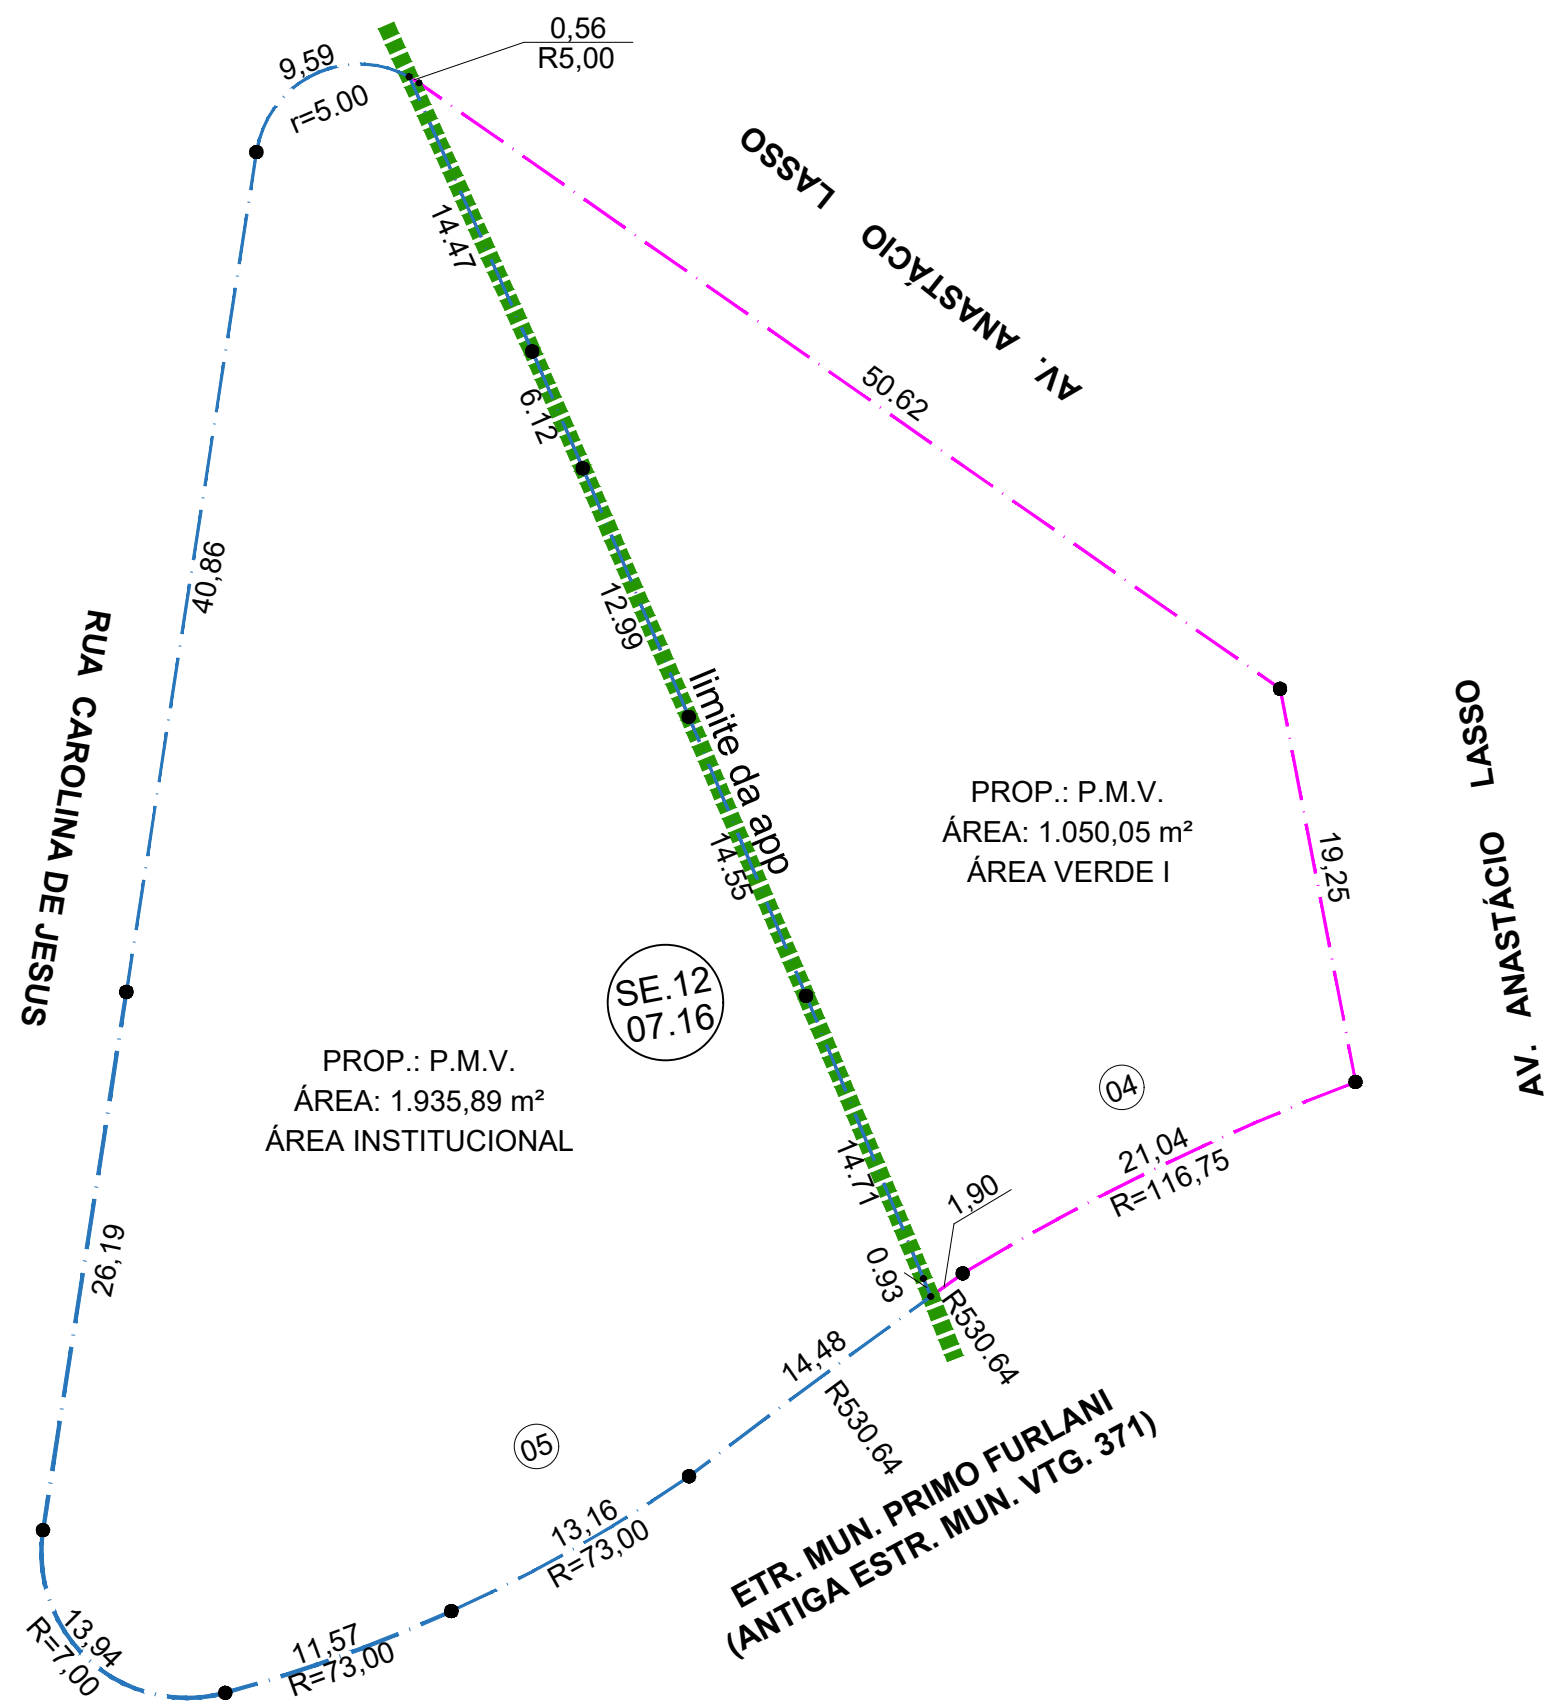 0,56
R5,00
9,59
r=5.00
AV. ANASTÁCIO LASSO
14.47
6.12
50.62
40,86
12.99
limite da app
14.55
RUA CAROLINA DE JESUS
PROP.: P.M.V.
ÁREA: 1.050,05 m²
ÁREA VERDE I
19,25
AV. ANASTÁCIO LASSO
SE.12
07.16
PROP.: P.M.V.
ÁREA: 1.935,89 m²
ÁREA INSTITUCIONAL
04
21,04
R=116,75
14.71
1,90
0.93
R530.64
26,19
14,48
R530.64
05
13,16
R=73,00
ETR. MUN. PRIMO FURLANI
(ANTIGA ESTR. MUN. VTG. 371)
13,94
R=7,00
11,57
R=73,00